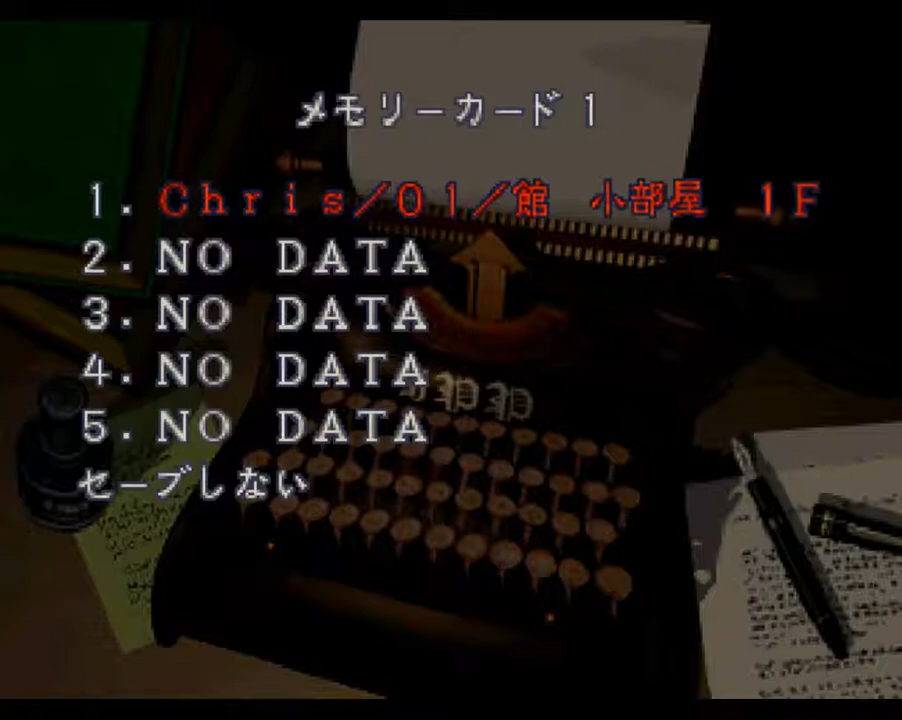 メモリーカード 1
1. Chris/01/館 小部屋 1F
2. NO DATA
3. NO DATA
4. NO DATA
5. NO DATA
セーブしない